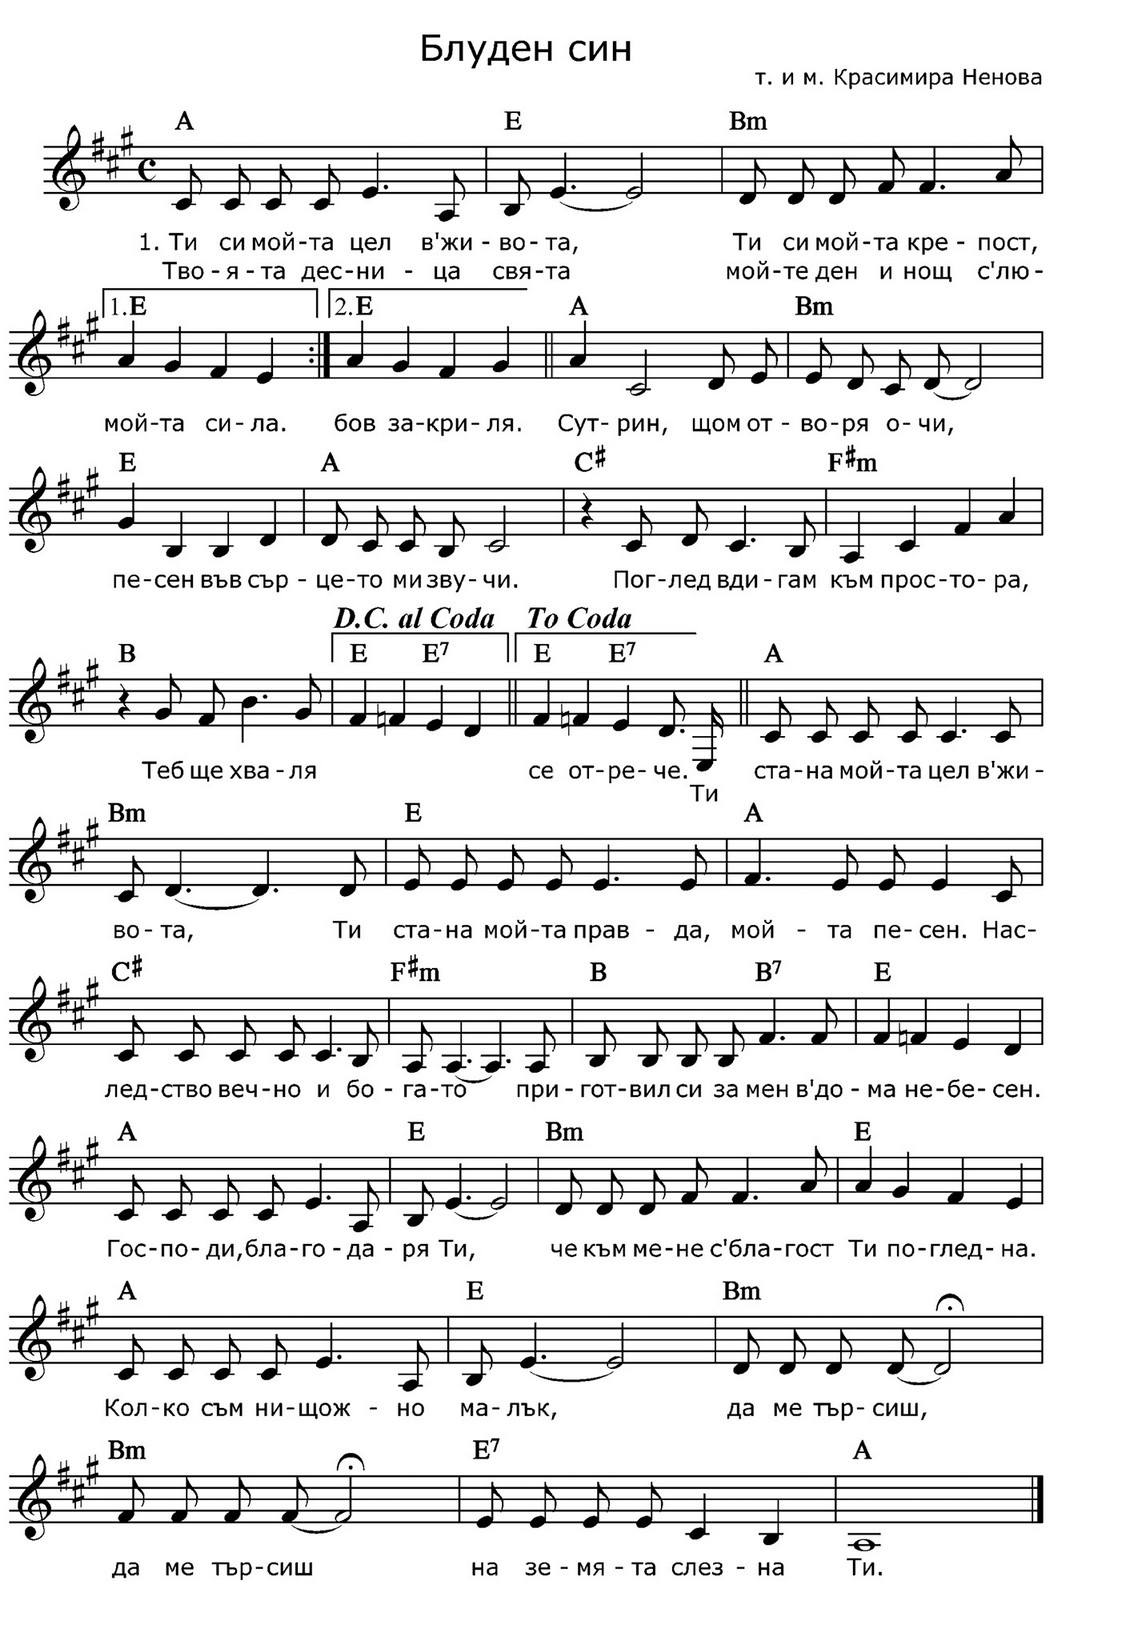 Блуден син
т. и м. Красимира Ненова
A E Bm
1. Ти си мой-та цел в'жи - во - та, Ти си мой-та кре - пост,
Тво - я - та дес-ни - ца свя-та мой-те ден и нощ с'лю -
1. E 2. E A Bm
мой-та си - ла. бов за-кри- ля. Сут- рин, щом от - во-ря о-чи,
E A C# F#m
пе-сен във сър - це-то ми зву - чи. Пог-лед вди - гам към прос-то- ра,
D.C. al Coda To Coda
B E E7 E E7 A
Теб ще хва- ля се от-ре- че. ста-на мой-та цел в'жи -
Ти
Bm E A
во - та, Ти ста-на мой-та прав - да, мой - та пе-сен. Нас-
C# F#m B B7 E
лед-ство веч-но и бо - га-то при-гот-вил си за мен в'до - ма не-бе- сен.
A E Bm E
Гос-по- ди,бла-го - да - ря Ти, че към ме-не с'бла-гост Ти по-глед- на.
A E Bm
Кол-ко съм ни-щож - но ма- лък, да ме тър- сиш,
Bm E7 A
да ме тър-сиш на зе - мя - та слез - на Ти.